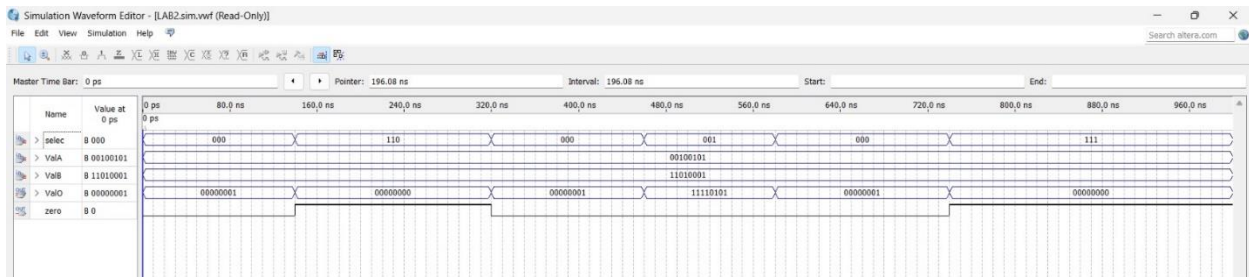 Simulation Waveform Editor - [LAB2.sim.vwf (Read-Only)]
File Edit View Simulation Help
Search altera.com
Master Time Bar: 0 ps Pointer: 196.08 ns Interval: 196.08 ns Start: End:
Name Value at 0 ps
0 ps 80.0 ns 160.0 ns 240.0 ns 320.0 ns 400.0 ns 480.0 ns 560.0 ns 640.0 ns 720.0 ns 800.0 ns 880.0 ns 960.0 ns
0 ps
selec B 000 000 110 000 001 000 111
ValA B 00100101 00100101
ValB B 11010001 11010001
ValO B 00000001 00000001 00000000 00000001 11110101 00000001 00000000
zero B 0